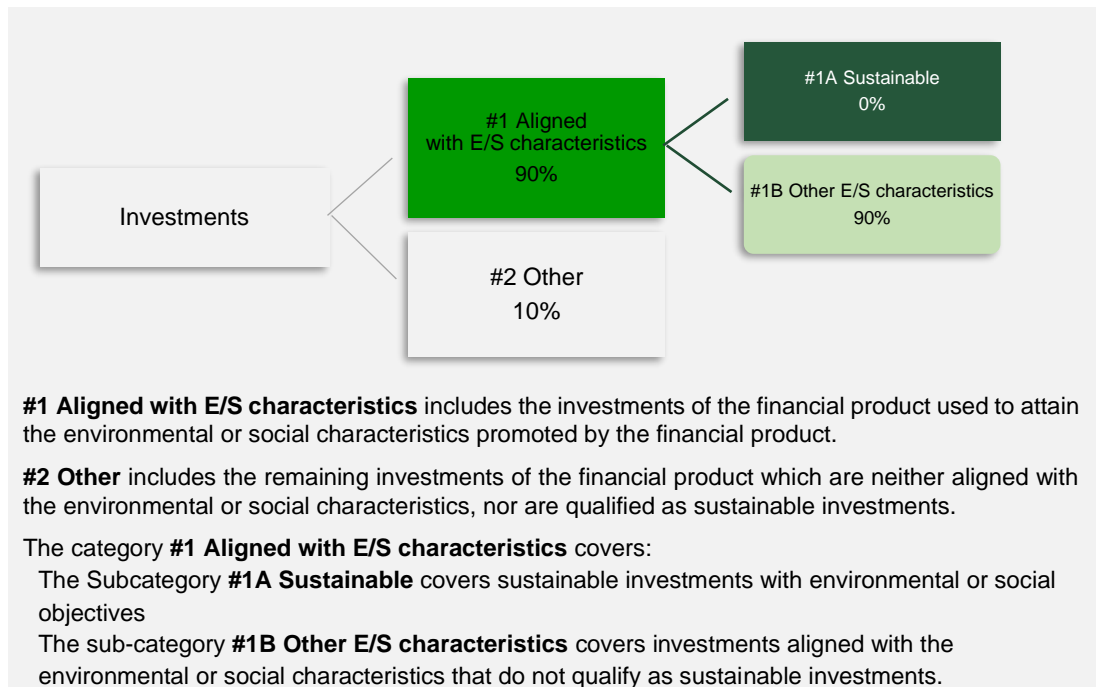 #1A Sustainable
0%
#1 Aligned
with E/S characteristics
90%
#1B Other E/S characteristics
90%
Investments
#2 Other
10%
#1 Aligned with E/S characteristics includes the investments of the financial product used to attain
the environmental or social characteristics promoted by the financial product.
#2 Other includes the remaining investments of the financial product which are neither aligned with
the environmental or social characteristics, nor are qualified as sustainable investments.
The category #1 Aligned with E/S characteristics covers:
The Subcategory #1A Sustainable covers sustainable investments with environmental or social
objectives
The sub-category #1B Other E/S characteristics covers investments aligned with the
environmental or social characteristics that do not qualify as sustainable investments.